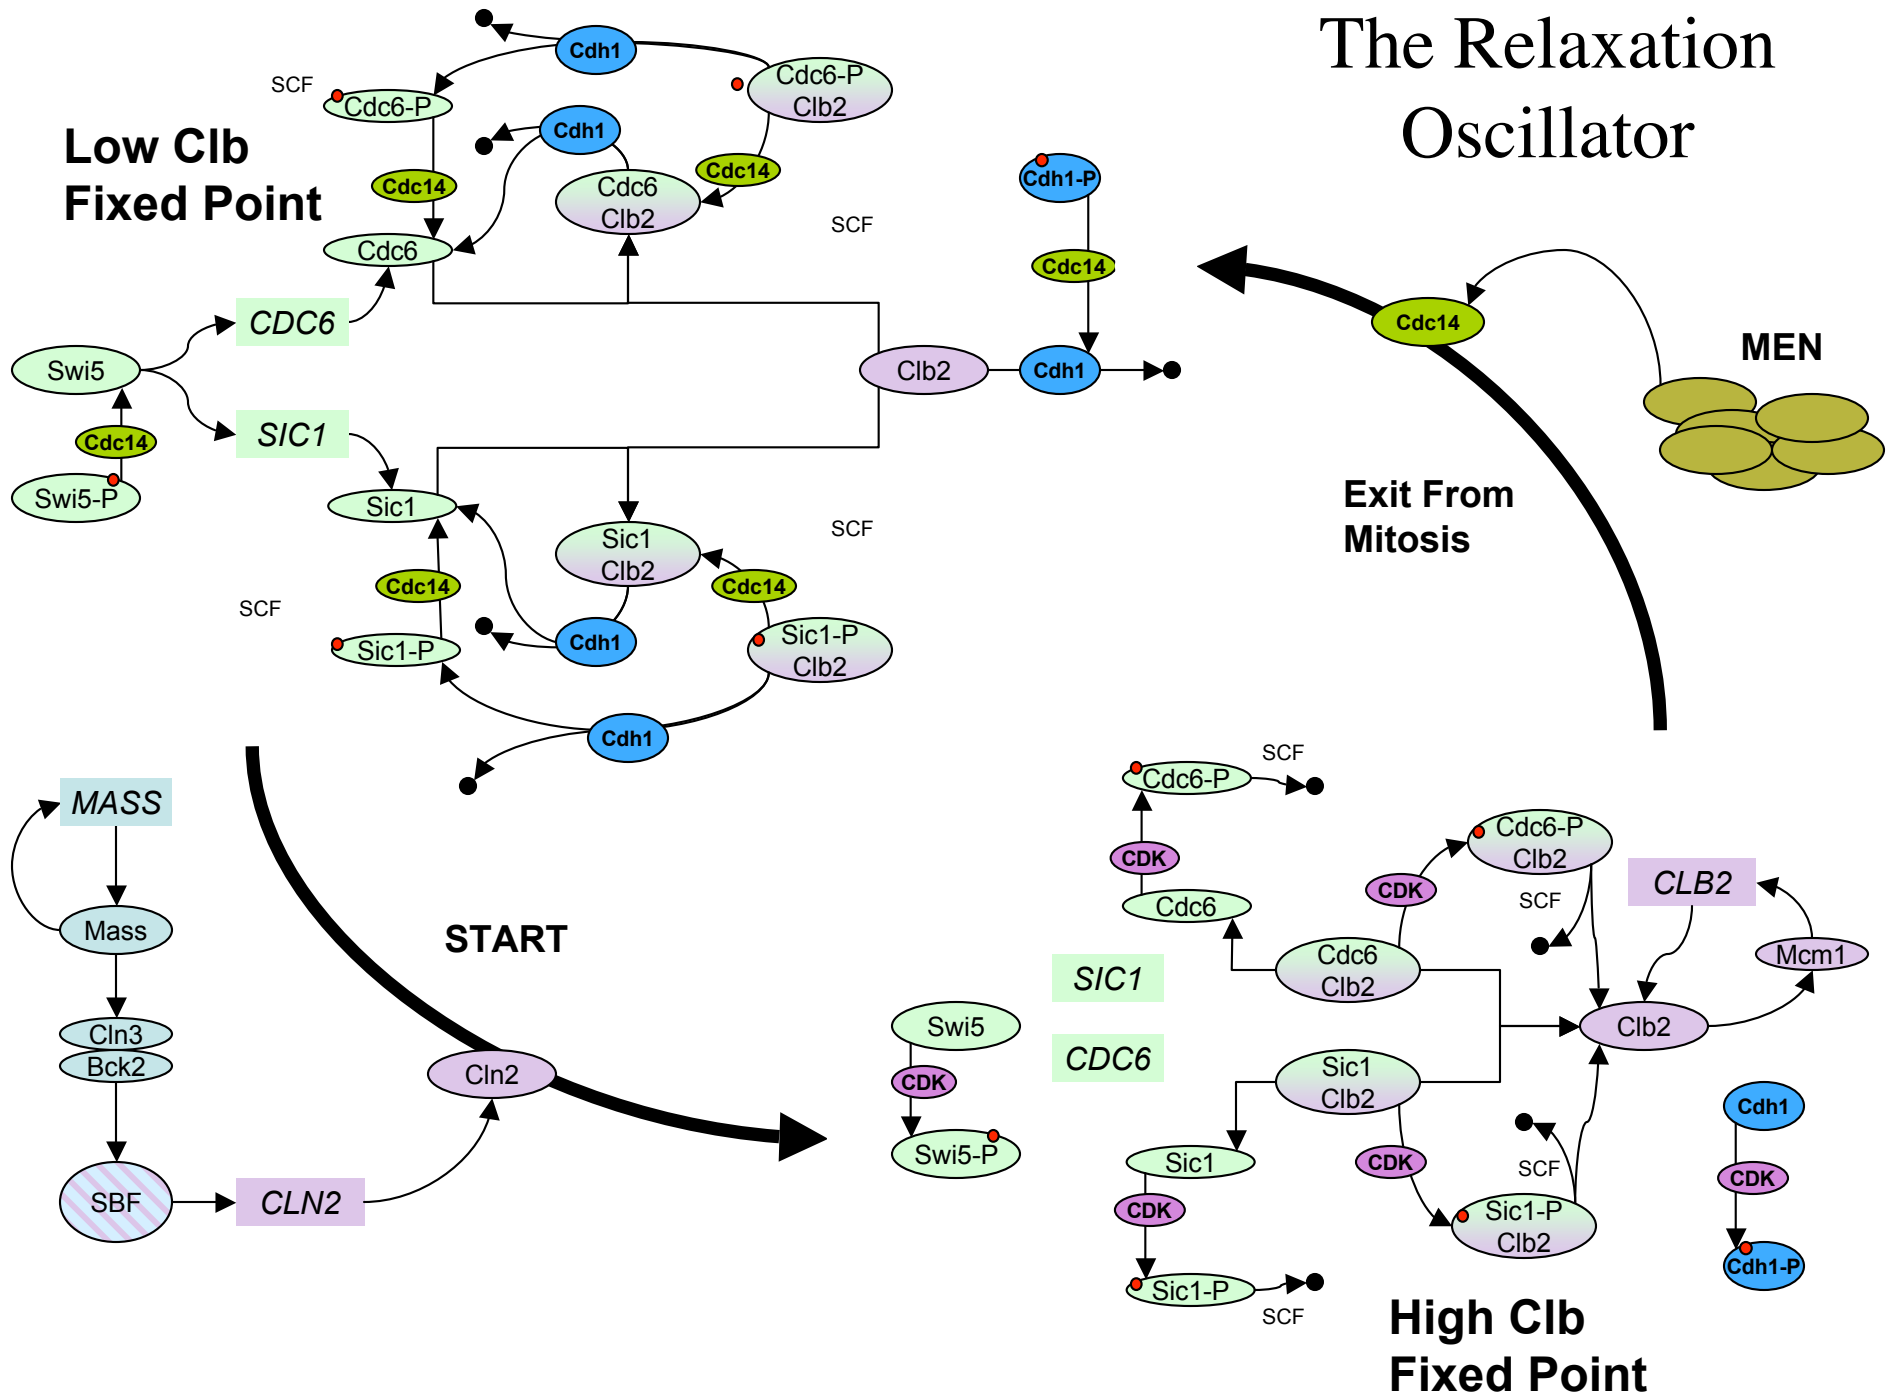 The Relaxation
Oscillator
Low Clb
Fixed Point
SCF
Cdh1
Cdc6-P
Clb2
Cdc6-P
Cdh1
Cdc14
Cdc14
Cdc6
Clb2
SCF
Cdc6
Cdh1-P
Cdc14
CDC6
Swi5
Clb2
Cdh1
SIC1
Cdc14
Swi5-P
Sic1
Sic1
Clb2
SCF
Cdc14
Cdc14
SCF
Sic1-P
Cdh1
Sic1-P
Clb2
Cdh1
Cdc14
MEN
Exit From
Mitosis
MASS
Mass
Cln3
Bck2
SBF
CLN2
Cln2
START
Swi5
CDK
Swi5-P
SIC1
CDC6
Cdc6-P
SCF
CDK
Cdc6
Cdc6
Clb2
CDK
Cdc6-P
Clb2
SCF
CLB2
Mcm1
Clb2
Sic1
Clb2
Sic1
CDK
Sic1-P
SCF
CDK
SCF
Sic1-P
Clb2
Cdh1
CDK
Cdh1-P
High Clb
Fixed Point